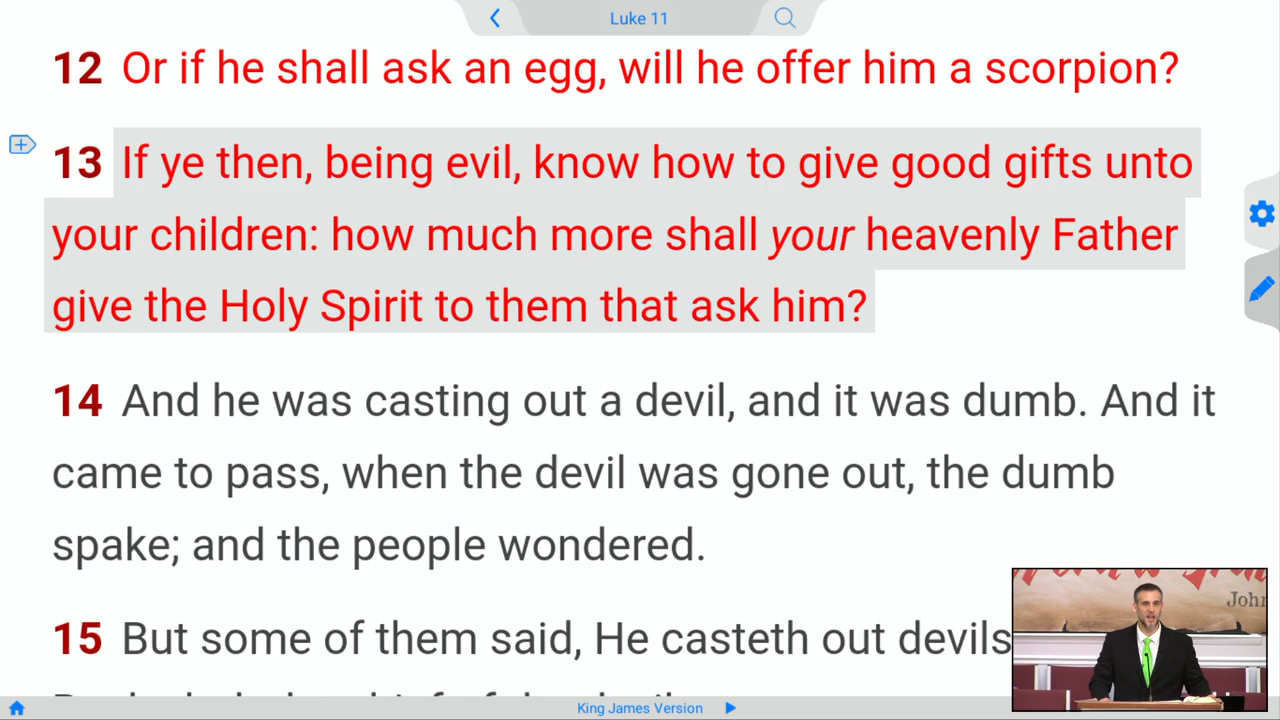 Luke 11
12 Or if he shall ask an egg, will he offer him a scorpion?
13 If ye then, being evil, know how to give good gifts unto
your children: how much more shall your heavenly Father
give the Holy Spirit to them that ask him?
14 And he was casting out a devil, and it was dumb. And it
came to pass, when the devil was gone out, the dumb
spake; and the people wondered.
15 But some of them said, He casteth out devils
John
King James Version